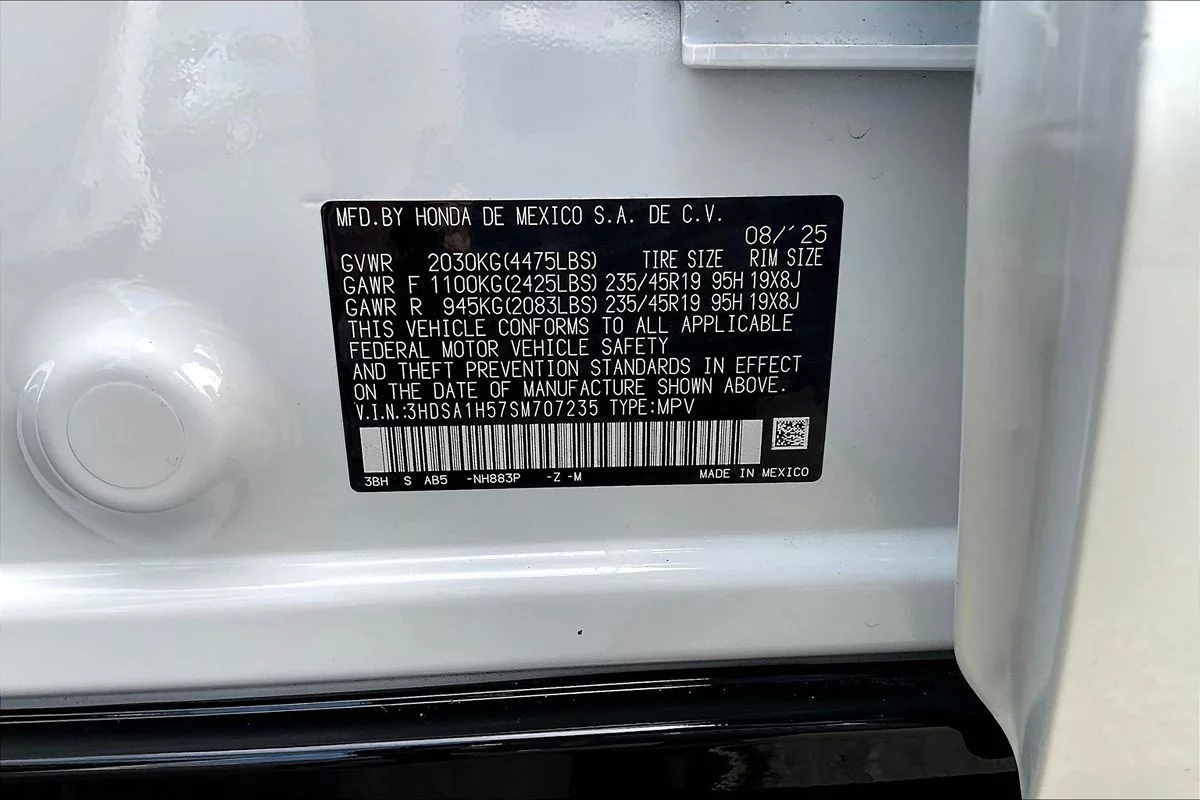 MFD.BY HONDA DE MEXICO S.A. DE C.V.
08/'25
GVWR 2030KG(4475LBS) TIRE SIZE RIM SIZE
GAWR F 1100KG(2425LBS) 235/45R19 95H 19X8J
GAWR R 945KG(2083LBS) 235/45R19 95H 19X8J
THIS VEHICLE CONFORMS TO ALL APPLICABLE
FEDERAL MOTOR VEHICLE SAFETY
AND THEFT PREVENTION STANDARDS IN EFFECT
ON THE DATE OF MANUFACTURE SHOWN ABOVE.
V.I.N:3HDSA1H57SM707235 TYPE:MPV
3BH S AB5 -NH883P -Z -M MADE IN MEXICO